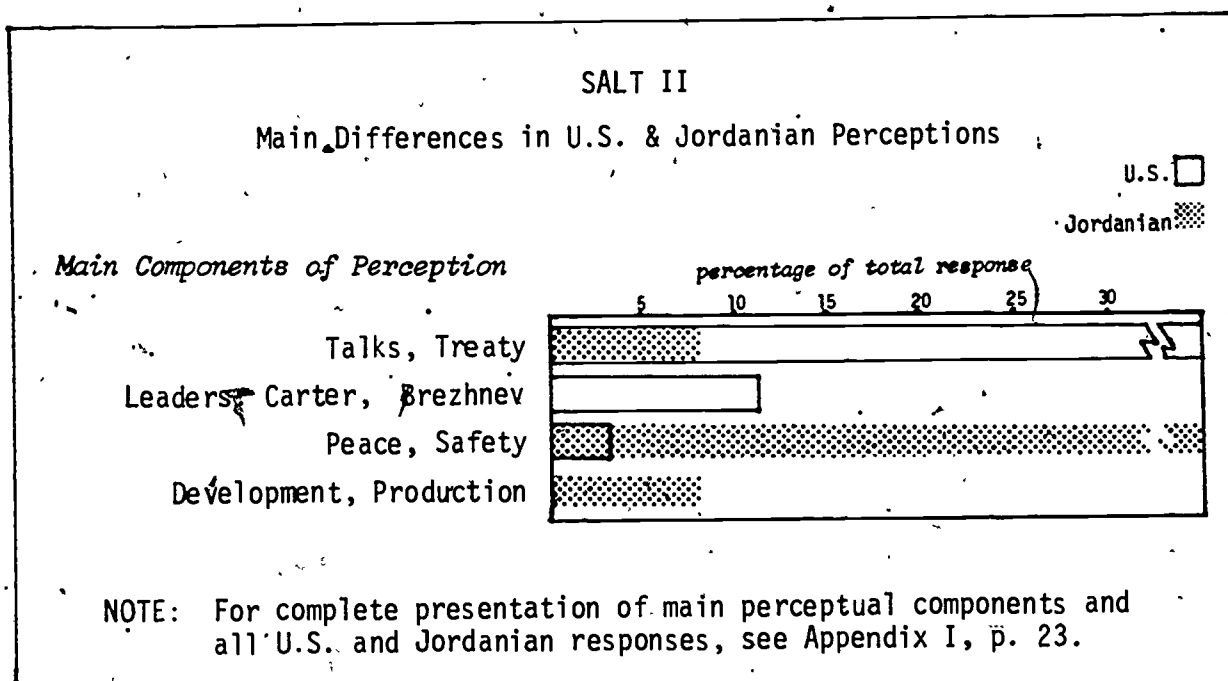 SALT II
Main Differences in U.S. & Jordanian Perceptions
U.S.
Jordanian
Main Components of Perception
percentage of total response
5 10 15 20 25 30
Talks, Treaty
Leaders- Carter, Brezhnev
Peace, Safety
Development, Production
NOTE: For complete presentation of main perceptual components and
all U.S. and Jordanian responses, see Appendix I, p. 23.